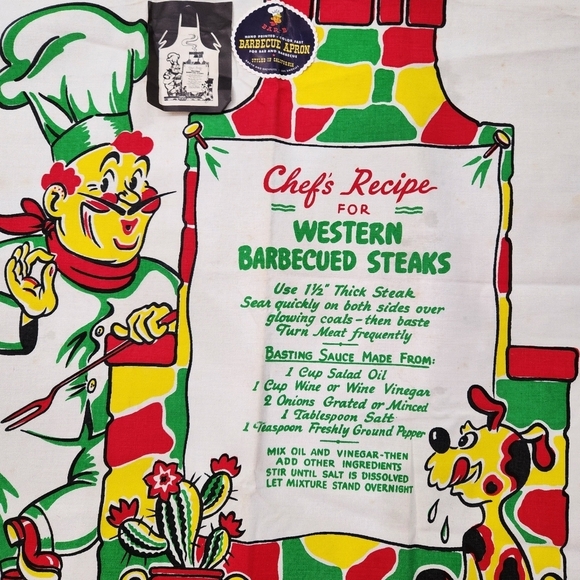 BARBECUE APRON
STYLED IN CALIFORNIA
Chef's Recipe
FOR
WESTERN
BARBECUED STEAKS
Use 1½" Thick Steak
Sear quickly on both sides over
glowing coals – then baste
Turn Meat frequently
BASTING SAUCE MADE FROM:
1 Cup Salad Oil
1 Cup Wine or Wine Vinegar
2 Onions Grated or Minced
1 Tablespoon Salt
1 Teaspoon Freshly Ground Pepper
MIX OIL AND VINEGAR-THEN
ADD OTHER INGREDIENTS
STIR UNTIL SALT IS DISSOLVED
LET MIXTURE STAND OVERNIGHT